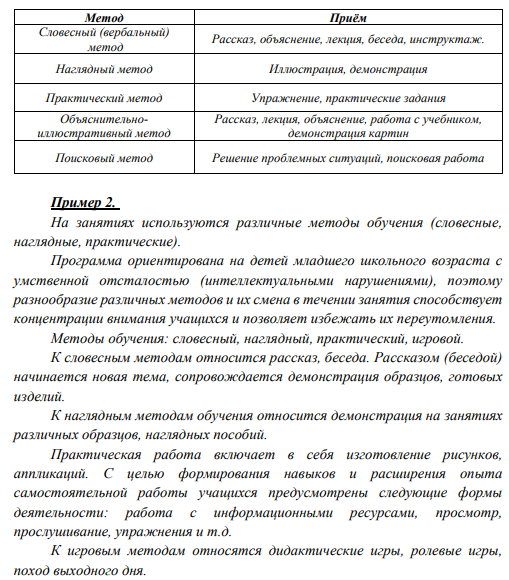 Метод Приём
Словесный (вербальный) метод Рассказ, объяснение, лекция, беседа, инструктаж.
Наглядный метод Иллюстрация, демонстрация
Практический метод Упражнение, практические задания
Объяснительно-иллюстративный метод Рассказ, лекция, объяснение, работа с учебником, демонстрация картин
Поисковый метод Решение проблемных ситуаций, поисковая работа
Пример 2.
На занятиях используются различные методы обучения (словесные,
наглядные, практические).
Программа ориентирована на детей младшего школьного возраста с
умственной отсталостью (интеллектуальными нарушениями), поэтому
разнообразие различных методов и их смена в течении занятия способствует
концентрации внимания учащихся и позволяет избежать их переутомления.
Методы обучения: словесный, наглядный, практический, игровой.
К словесным методам относится рассказ, беседа. Рассказом (беседой)
начинается новая тема, сопровождается демонстрация образцов, готовых
изделий.
К наглядным методам обучения относится демонстрация на занятиях
различных образцов, наглядных пособий.
Практическая работа включает в себя изготовление рисунков,
аппликаций. С целью формирования навыков и расширения опыта
самостоятельной работы учащихся предусмотрены следующие формы
деятельности: работа с информационными ресурсами, просмотр,
прослушивание, упражнения и т.д.
К игровым методам относятся дидактические игры, ролевые игры,
поход выходного дня.